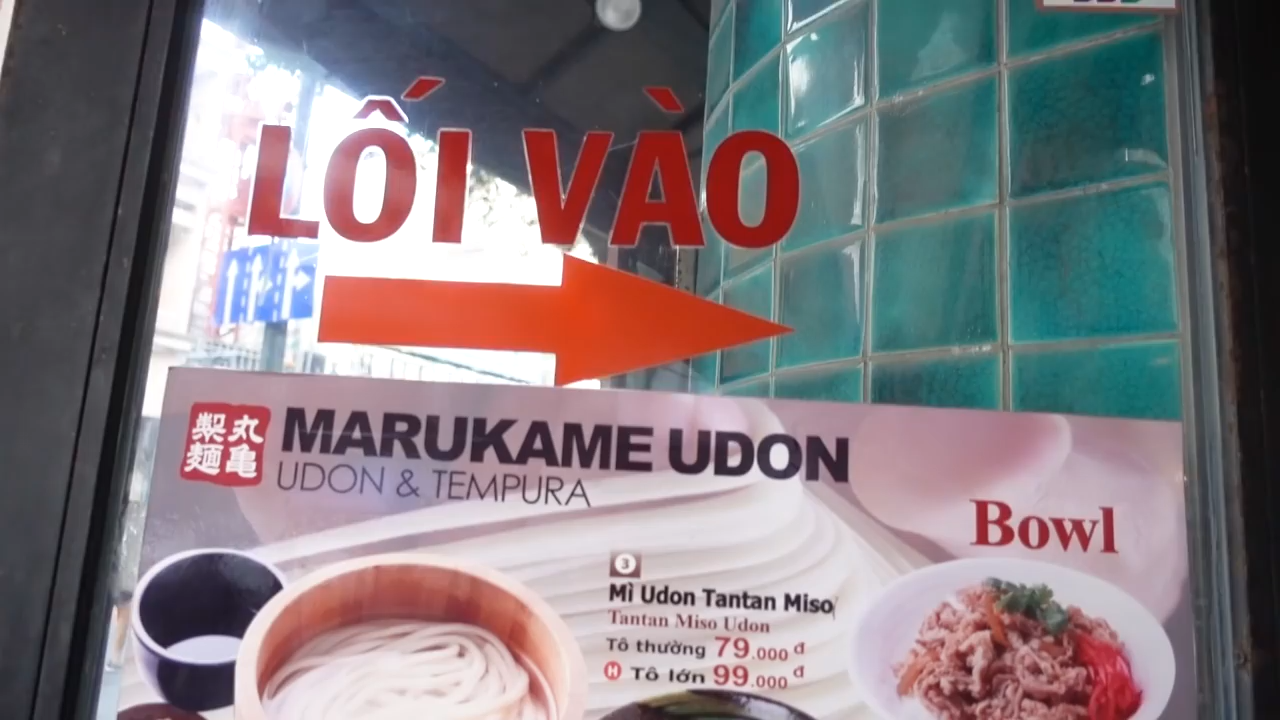 LỐI VÀO
丸亀
製麺
MARUKAME UDON
UDON & TEMPURA
Bowl
3
Mì Udon Tantan Miso
Tantan Miso Udon
Tô thường 79.000 đ
H Tô lớn 99.000 đ